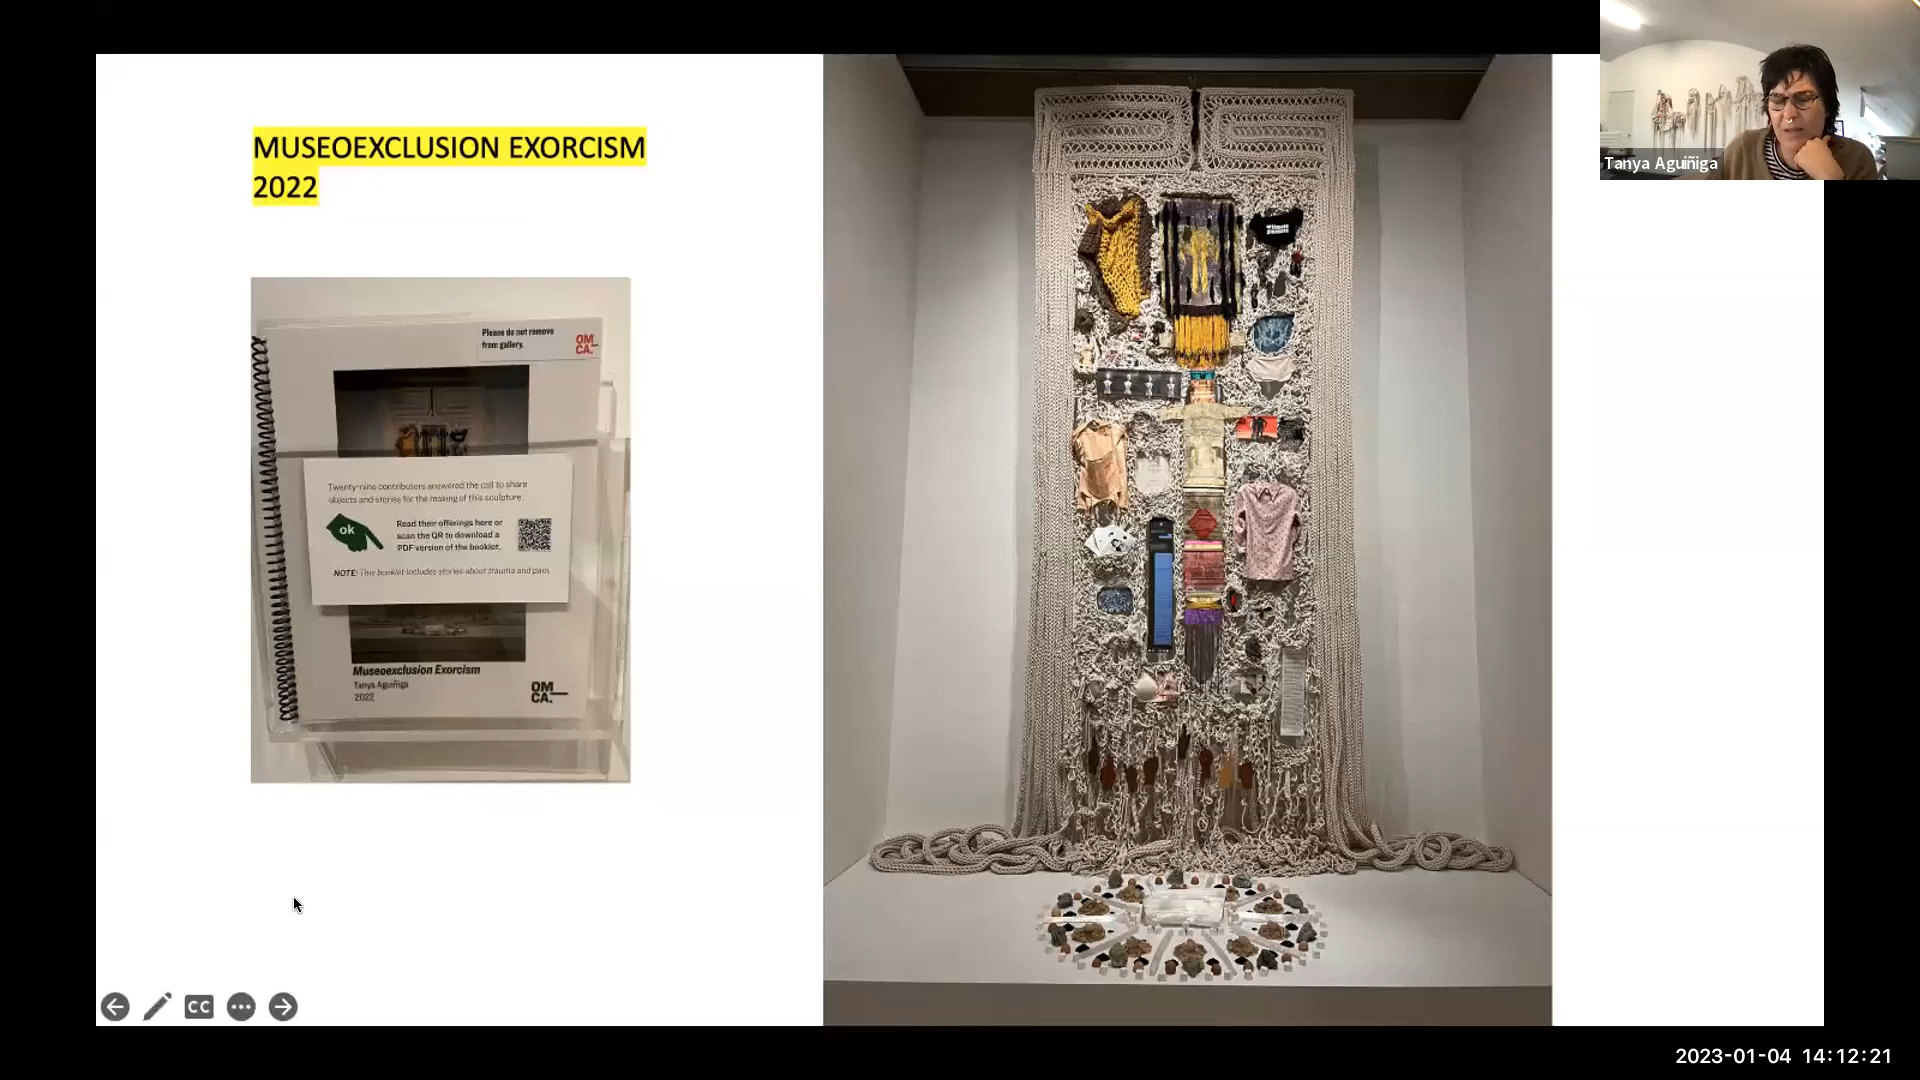 MUSEOEXCLUSION EXORCISM
2022
Please do not remove
from gallery.
OM
CA.
Twenty-nine contributors answered the call to share
objects and stories for the making of this sculpture.
ok
Read their offerings here or
scan the QR to download a
PDF version of the booklet.
NOTE: This booklet includes stories about trauma and pain.
Museoexclusion Exorcism
Tanya Aguiñiga
2022
OM
CA.
Tanya Aguiñiga
CC
2023-01-04 14:12:21